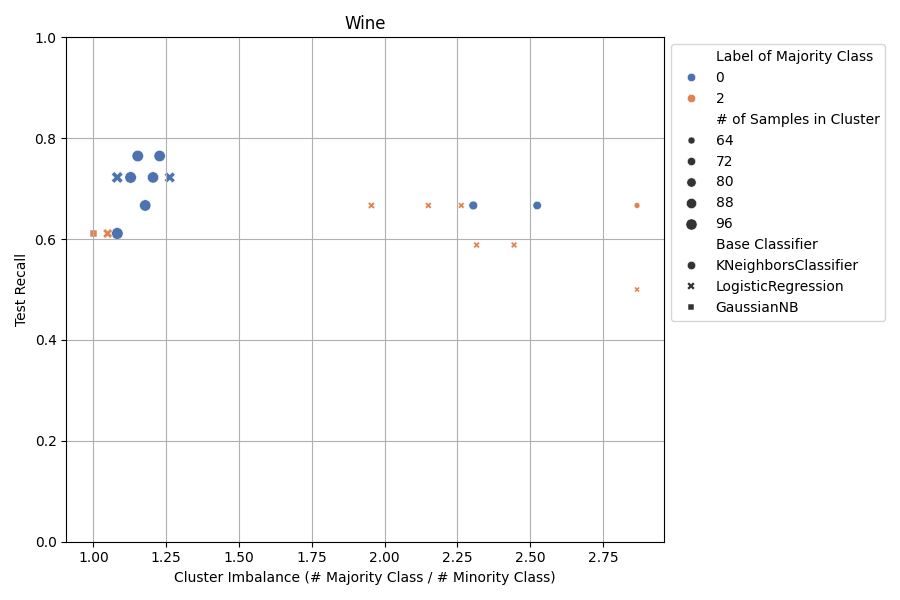 Wine
Test Recall
1.0
0.8
0.6
0.4
0.2
0.0
1.00 1.25 1.50 1.75 2.00 2.25 2.50 2.75
Cluster Imbalance (# Majority Class / # Minority Class)
Label of Majority Class
0
2
# of Samples in Cluster
64
72
80
88
96
Base Classifier
KNeighborsClassifier
LogisticRegression
GaussianNB